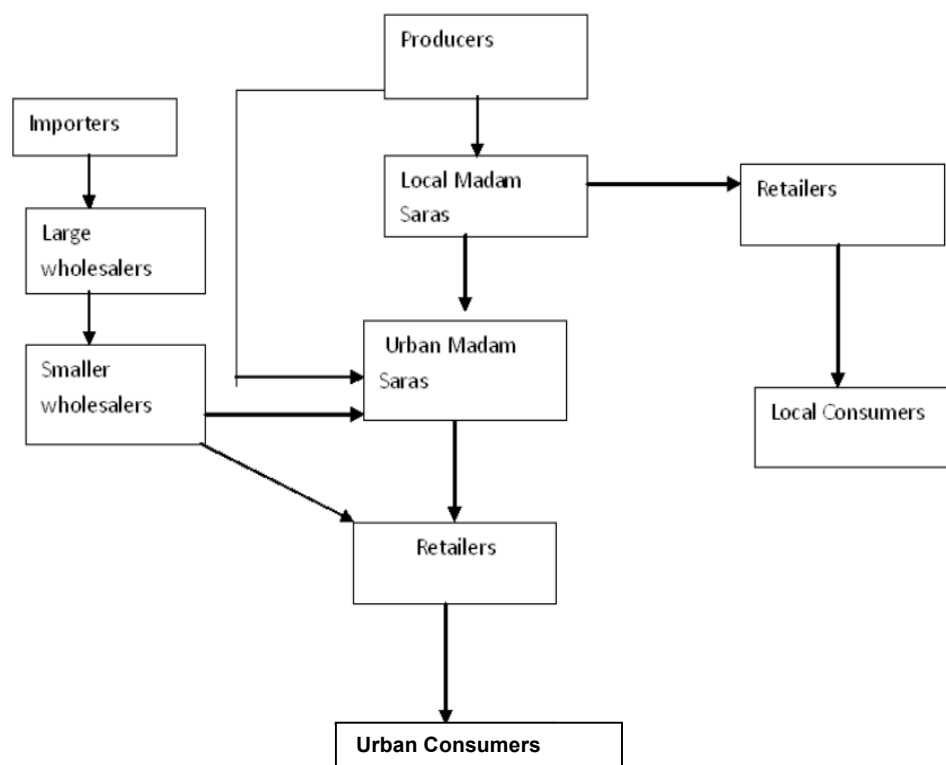 Producers
Importers
Local Madam
Saras
Retailers
Large
wholesalers
Urban Madam
Saras
Smaller
wholesalers
Local Consumers
Retailers
Urban Consumers